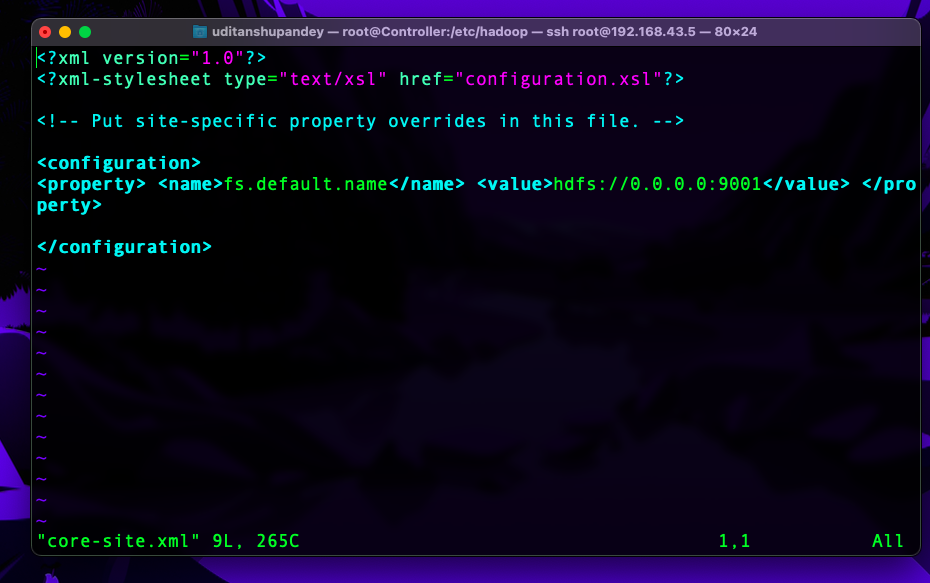 uditanshupandey — root@Controller:/etc/hadoop — ssh root@192.168.43.5 — 80×24
<?xml version="1.0"?>
<?xml-stylesheet type="text/xsl" href="configuration.xsl"?>
<!-- Put site-specific property overrides in this file. -->
<configuration>
<property> <name>fs.default.name</name> <value>hdfs://0.0.0.0:9001</value> </pro
perty>
</configuration>
~
~
~
~
~
~
~
~
~
~
~
~
~
"core-site.xml" 9L, 265C 1,1 All